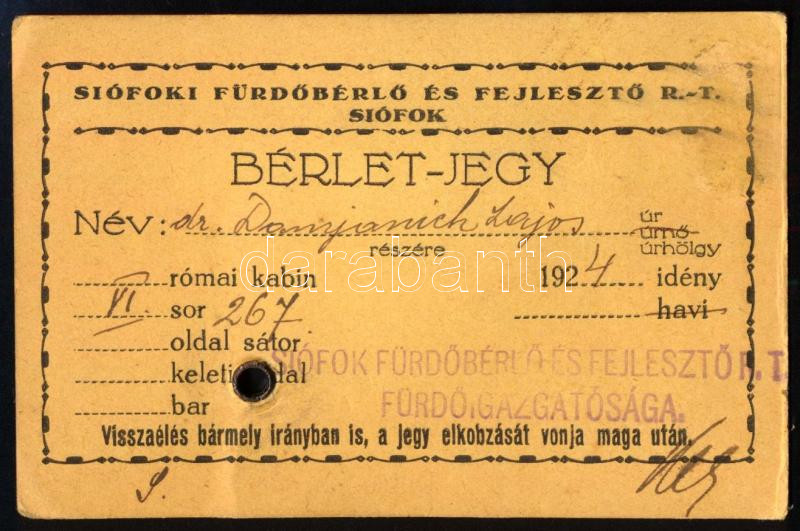 SIÓFOKI FÜRDŐBÉRLŐ ÉS FEJLESZTŐ R.-T.
SIÓFOK
BÉRLET-JEGY
Név: dr. Damjanich Lajos úr
úrnő
részére úrhölgy
római kabin 1924 idény
VI. sor 267 havi
oldal sátor
keleti oldal
bar
SIÓFOK FÜRDŐBÉRLŐ ÉS FEJLESZTŐ R.T.
FÜRDŐIGAZGATÓSÁGA.
Visszaélés bármely irányban is, a jegy elkobzását vonja maga után.
darabanth